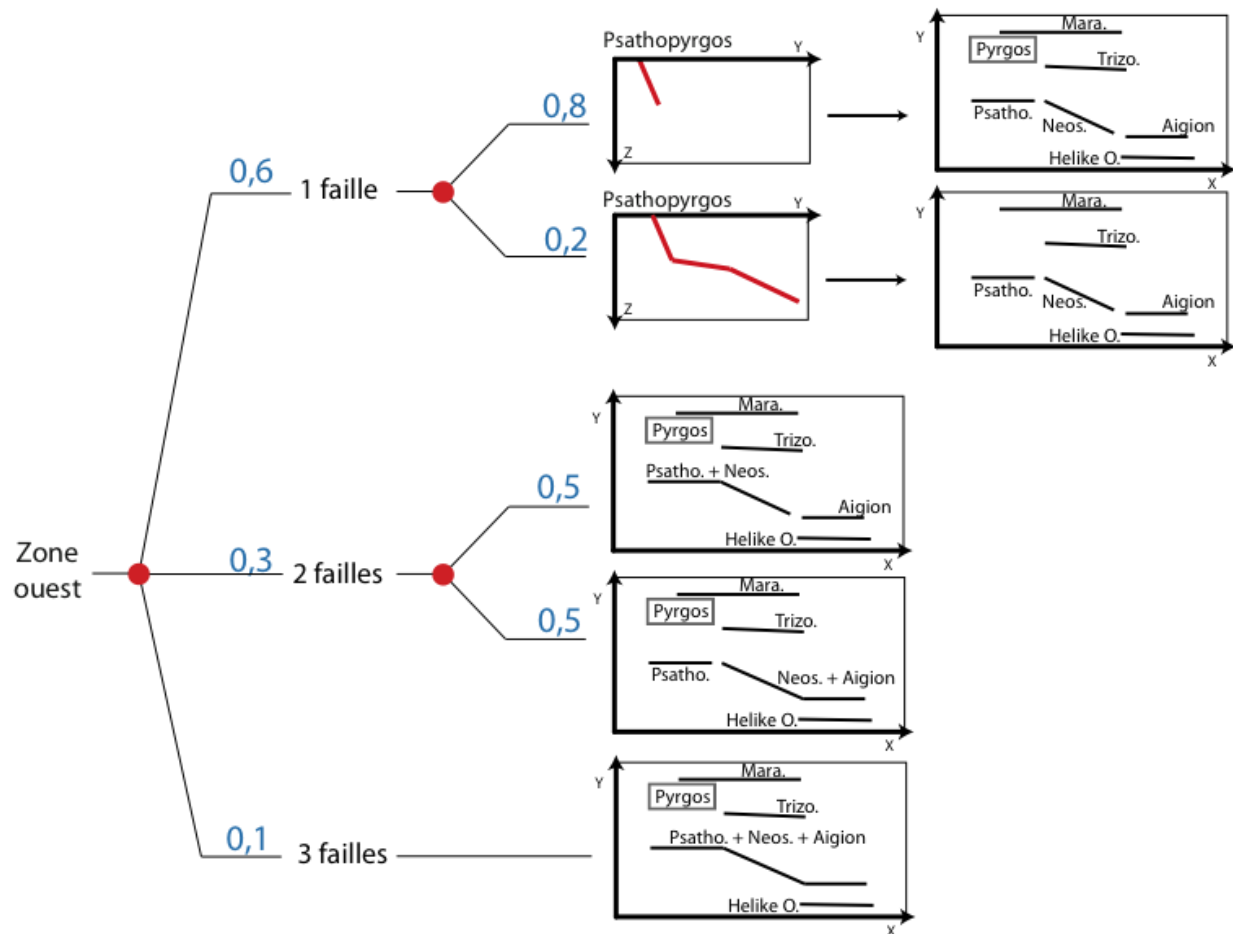 Psathopyrgos
Y
Z
0,8
Y
Mara.
Pyrgos
Trizo.
Psatho.
Neos.
Aigion
Helike O.
X
0,6
1 faille
0,2
Psathopyrgos
Y
Z
Y
Mara.
Trizo.
Psatho.
Neos.
Aigion
Helike O.
X
Zone
ouest
0,3
2 failles
0,5
Y
Mara.
Pyrgos
Trizo.
Psatho. + Neos.
Aigion
Helike O.
X
0,5
Y
Mara.
Pyrgos
Trizo.
Psatho.
Neos. + Aigion
Helike O.
X
0,1
3 failles
Y
Mara.
Pyrgos
Trizo.
Psatho. + Neos. + Aigion
Helike O.
X